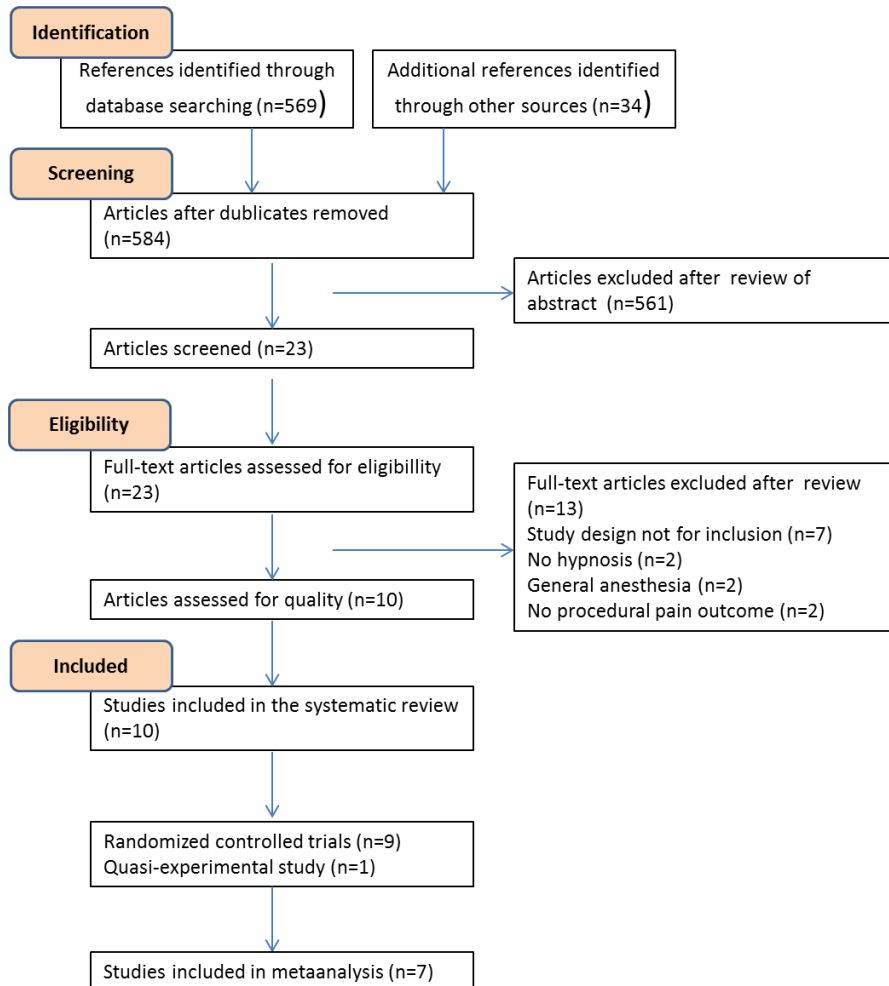 Identification
References identified through
database searching (n=569)
Additional references identified
through other sources (n=34)
Screening
Articles after dublicates removed
(n=584)
Articles excluded after review of
abstract (n=561)
Articles screened (n=23)
Eligibility
Full-text articles assessed for eligibillity
(n=23)
Full-text articles excluded after review
(n=13)
Study design not for inclusion (n=7)
No hypnosis (n=2)
General anesthesia (n=2)
No procedural pain outcome (n=2)
Articles assessed for quality (n=10)
Included
Studies included in the systematic review
(n=10)
Randomized controlled trials (n=9)
Quasi-experimental study (n=1)
Studies included in metaanalysis (n=7)